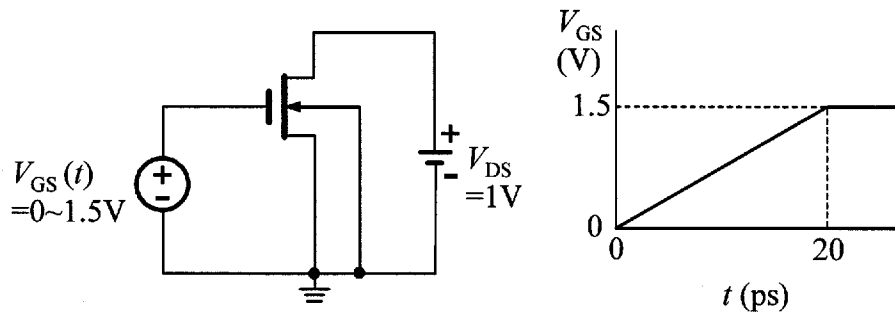 V_GS (t)
=0~1.5V
+
-
+
-
V_DS
=1V
V_GS
(V)
1.5
0
0
20
t (ps)